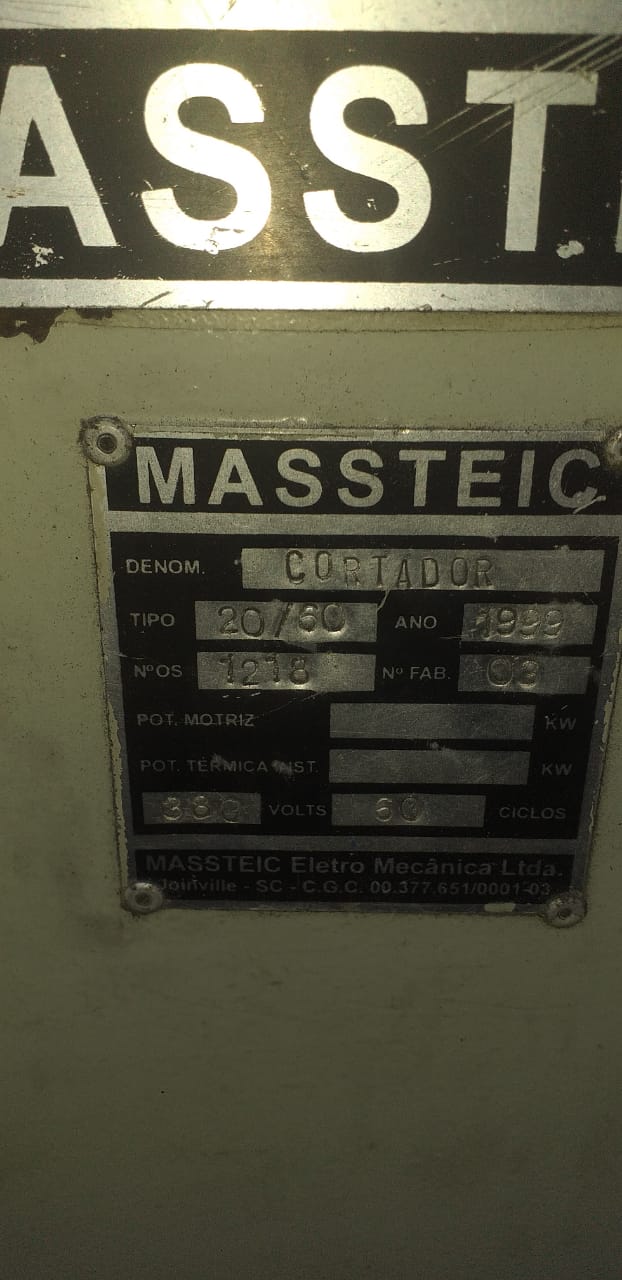 ASST
MASSTEIC
DENOM. CORTADOR
TIPO 20/60 ANO 1999
Nº OS 1218 Nº FAB. 03
POT. MOTRIZ KW
POT. TÉRMICA INST. KW
380 VOLTS 60 CICLOS
MASSTEIC Eletro Mecânica Ltda.
Joinville - SC - C.G.C. 00.377.651/0001-03